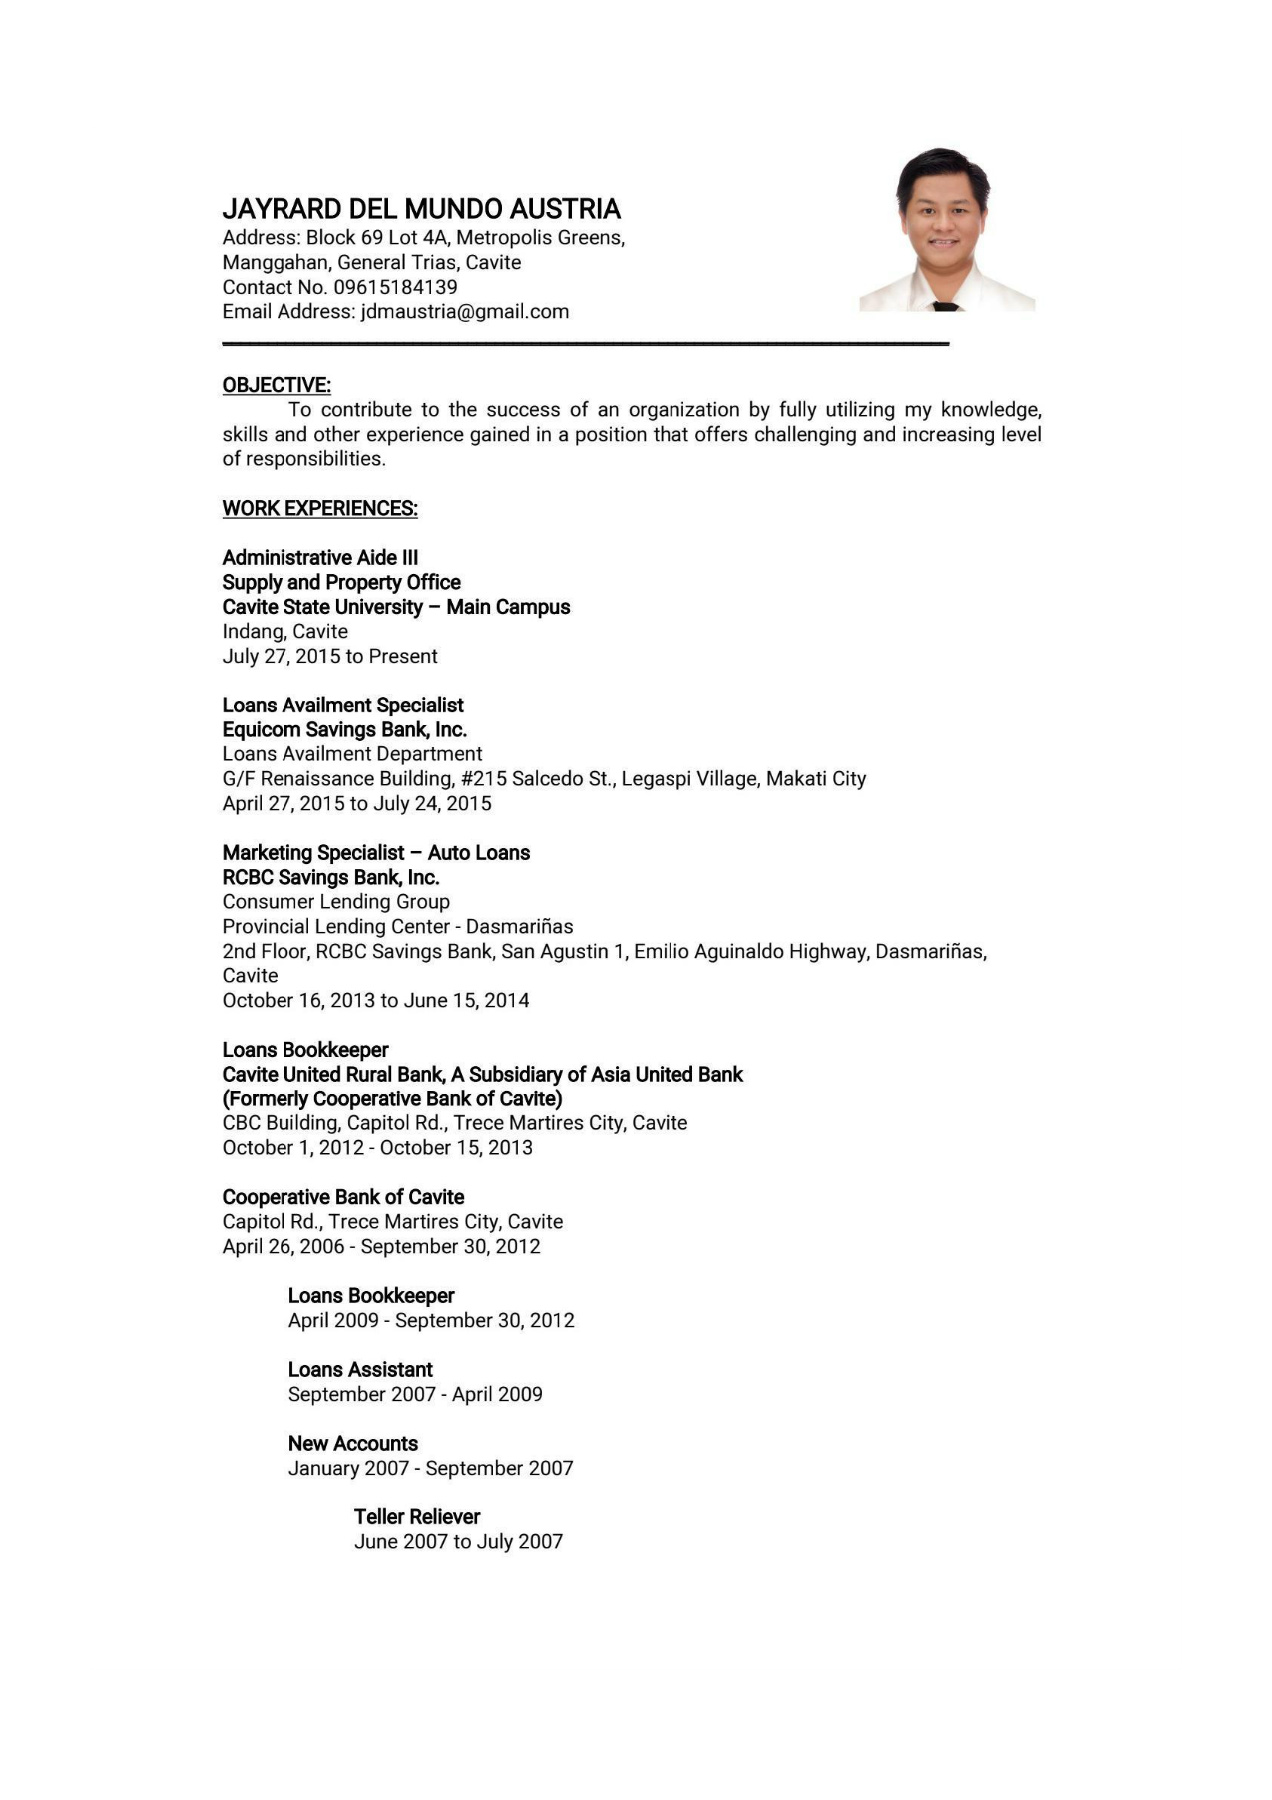 JAYRARD DEL MUNDO AUSTRIA
Address: Block 69 Lot 4A, Metropolis Greens,
Manggahan, General Trias, Cavite
Contact No. 09615184139
Email Address: jdmaustria@gmail.com
OBJECTIVE:
To contribute to the success of an organization by fully utilizing my knowledge,
skills and other experience gained in a position that offers challenging and increasing level
of responsibilities.
WORK EXPERIENCES:
Administrative Aide III
Supply and Property Office
Cavite State University – Main Campus
Indang, Cavite
July 27, 2015 to Present
Loans Availment Specialist
Equicom Savings Bank, Inc.
Loans Availment Department
G/F Renaissance Building, #215 Salcedo St., Legaspi Village, Makati City
April 27, 2015 to July 24, 2015
Marketing Specialist – Auto Loans
RCBC Savings Bank, Inc.
Consumer Lending Group
Provincial Lending Center - Dasmariñas
2nd Floor, RCBC Savings Bank, San Agustin 1, Emilio Aguinaldo Highway, Dasmariñas,
Cavite
October 16, 2013 to June 15, 2014
Loans Bookkeeper
Cavite United Rural Bank, A Subsidiary of Asia United Bank
(Formerly Cooperative Bank of Cavite)
CBC Building, Capitol Rd., Trece Martires City, Cavite
October 1, 2012 - October 15, 2013
Cooperative Bank of Cavite
Capitol Rd., Trece Martires City, Cavite
April 26, 2006 - September 30, 2012
Loans Bookkeeper
April 2009 - September 30, 2012
Loans Assistant
September 2007 - April 2009
New Accounts
January 2007 - September 2007
Teller Reliever
June 2007 to July 2007